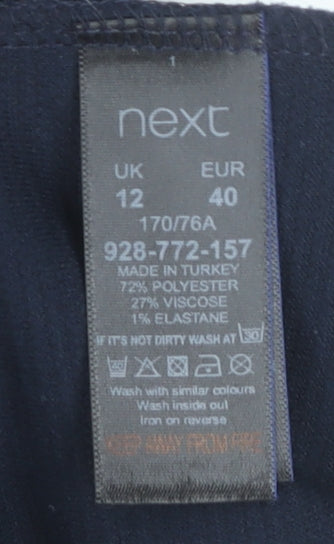 1
next
UK EUR
12 40
170/76A
928-772-157
MADE IN TURKEY
72% POLYESTER
27% VISCOSE
1% ELASTANE
IF IT'S NOT DIRTY WASH AT 30
40
Wash with similar colours
Wash inside out
Iron on reverse
KEEP AWAY FROM FIRE